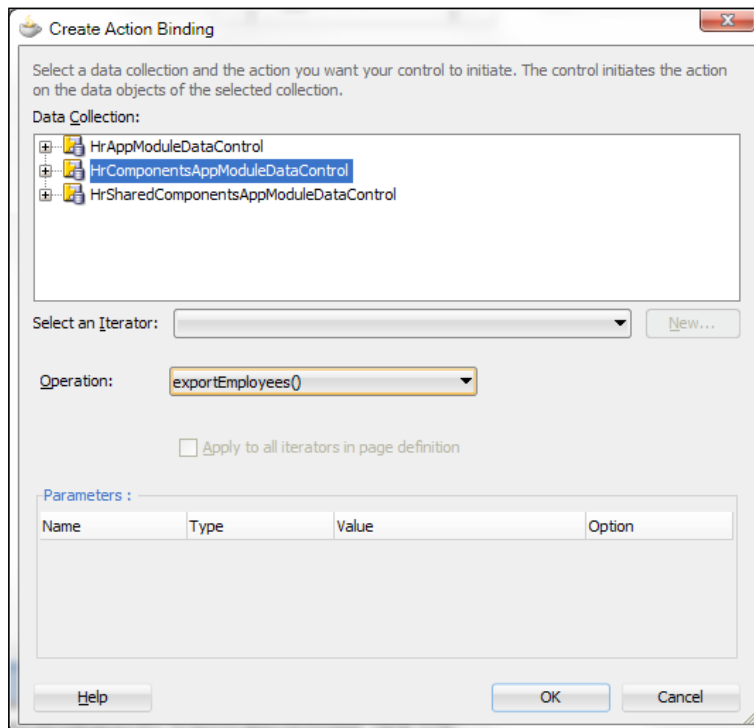 Create Action Binding
Select a data collection and the action you want your control to initiate. The control initiates the action
on the data objects of the selected collection.
Data Collection:
HrAppModuleDataControl
HrComponentsAppModuleDataControl
HrSharedComponentsAppModuleDataControl
Select an Iterator: New...
Operation: exportEmployees()
Apply to all iterators in page definition
Parameters :
Name Type Value Option
Help OK Cancel